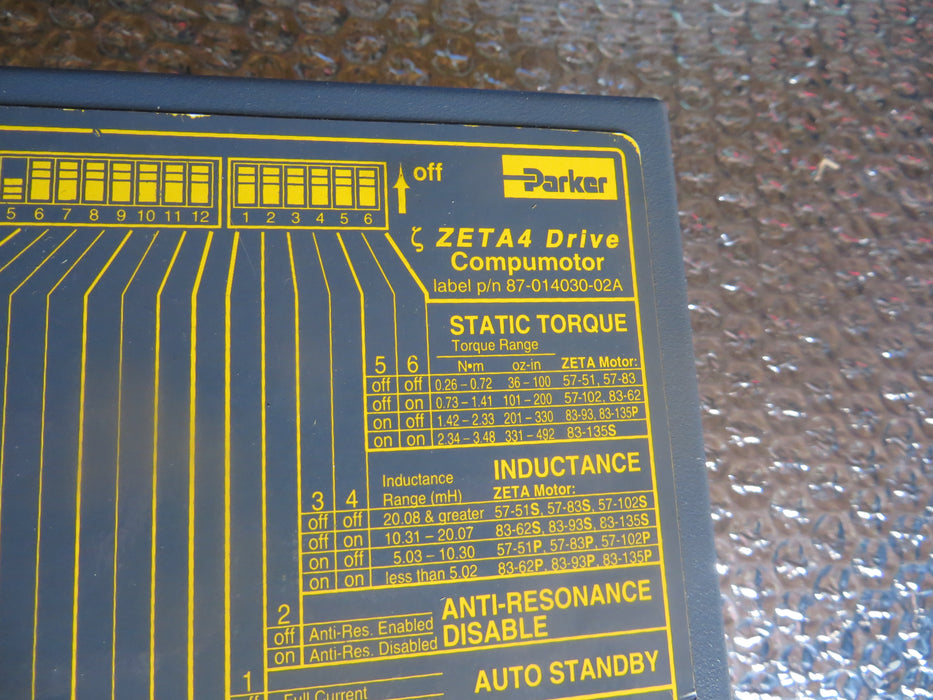 off
Parker
5 6 7 8 9 10 11 12 1 2 3 4 5 6
ζ ZETA4 Drive
Compumotor
label p/n 87-014030-02A
STATIC TORQUE
Torque Range
5 6 N•m oz-in ZETA Motor:
off off 0.26 – 0.72 36 – 100 57-51, 57-83
off on 0.73 – 1.41 101 – 200 57-102, 83-62
on off 1.42 – 2.33 201 – 330 83-93, 83-135P
on on 2.34 – 3.48 331 – 492 83-135S
INDUCTANCE
Inductance
3 4 Range (mH) ZETA Motor:
off off 20.08 & greater 57-51S, 57-83S, 57-102S
off on 10.31 – 20.07 83-62S, 83-93S, 83-135S
on off 5.03 – 10.30 57-51P, 57-83P, 57-102P
on on less than 5.02 83-62P, 83-93P, 83-135P
2 ANTI-RESONANCE
off Anti-Res. Enabled DISABLE
on Anti-Res. Disabled
1 AUTO STANDBY
off Full Current